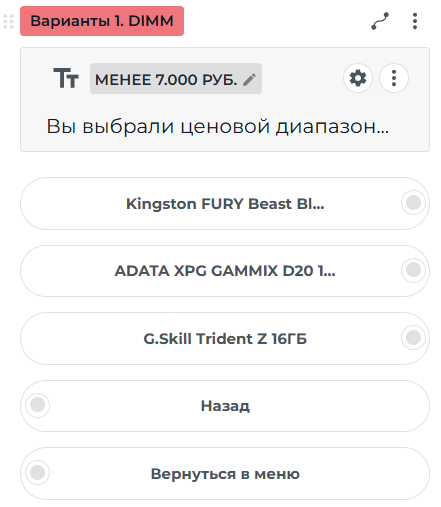 Варианты 1. DIMM
МЕНЕЕ 7.000 РУБ.
Вы выбрали ценовой диапазон...
Kingston FURY Beast Bl...
ADATA XPG GAMMIX D20 1...
G.Skill Trident Z 16ГБ
Назад
Вернуться в меню